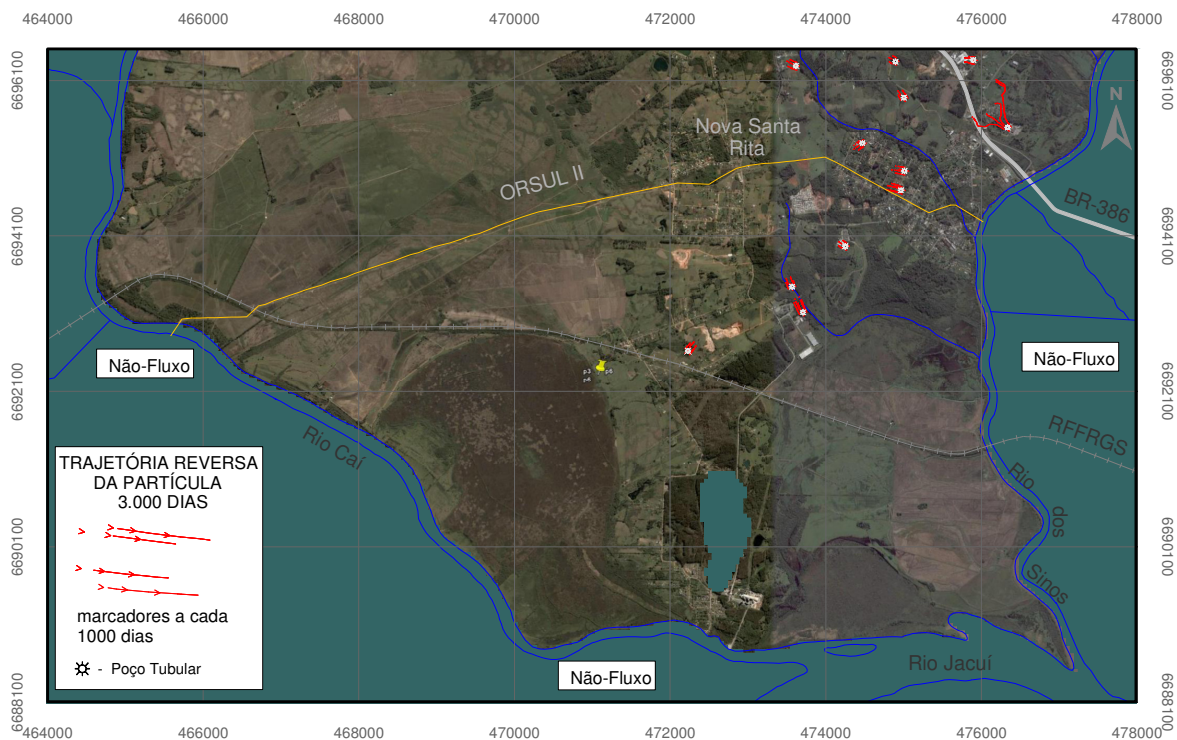 464000
466000
468000
470000
472000
474000
476000
478000
6696100
6696100
N
Nova Santa
Rita
ORSUL II
BR-386
6694100
6694100
Não-Fluxo
Não-Fluxo
p.3
p.5
6692100
6692100
Rio Caí
RFFRGS
TRAJETÓRIA REVERSA
DA PARTÍCULA
3.000 DIAS
Rio
dos
Sinos
6690100
6690100
marcadores a cada
1000 dias
- Poço Tubular
Não-Fluxo
Rio Jacuí
6688100
6688100
464000
466000
468000
470000
472000
474000
476000
478000